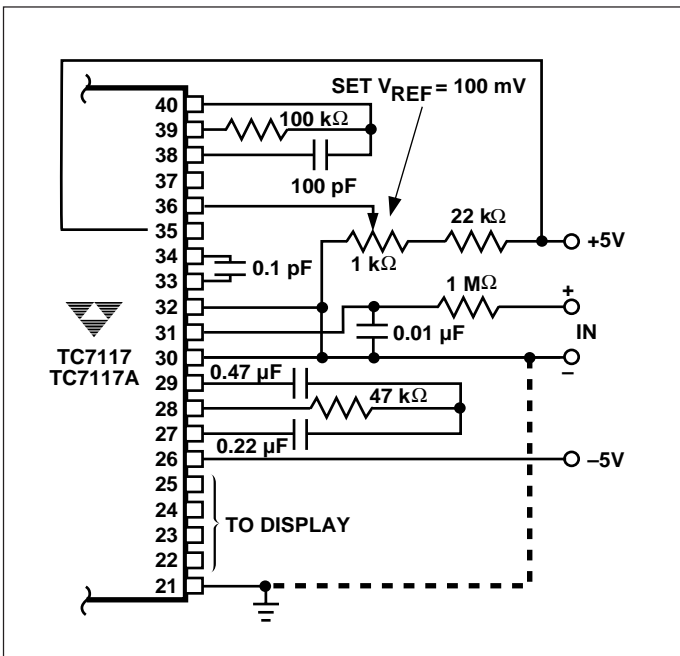 SET VREF = 100 mV
40
39
100 kΩ
38
100 pF
37
36
22 kΩ
35
+5V
1 kΩ
34
0.1 pF
33
1 MΩ
+
32
31
0.01 µF
IN
TC7117
TC7117A
30
–
29
0.47 µF
28
47 kΩ
27
0.22 µF
26
–5V
25
24
TO DISPLAY
23
22
21